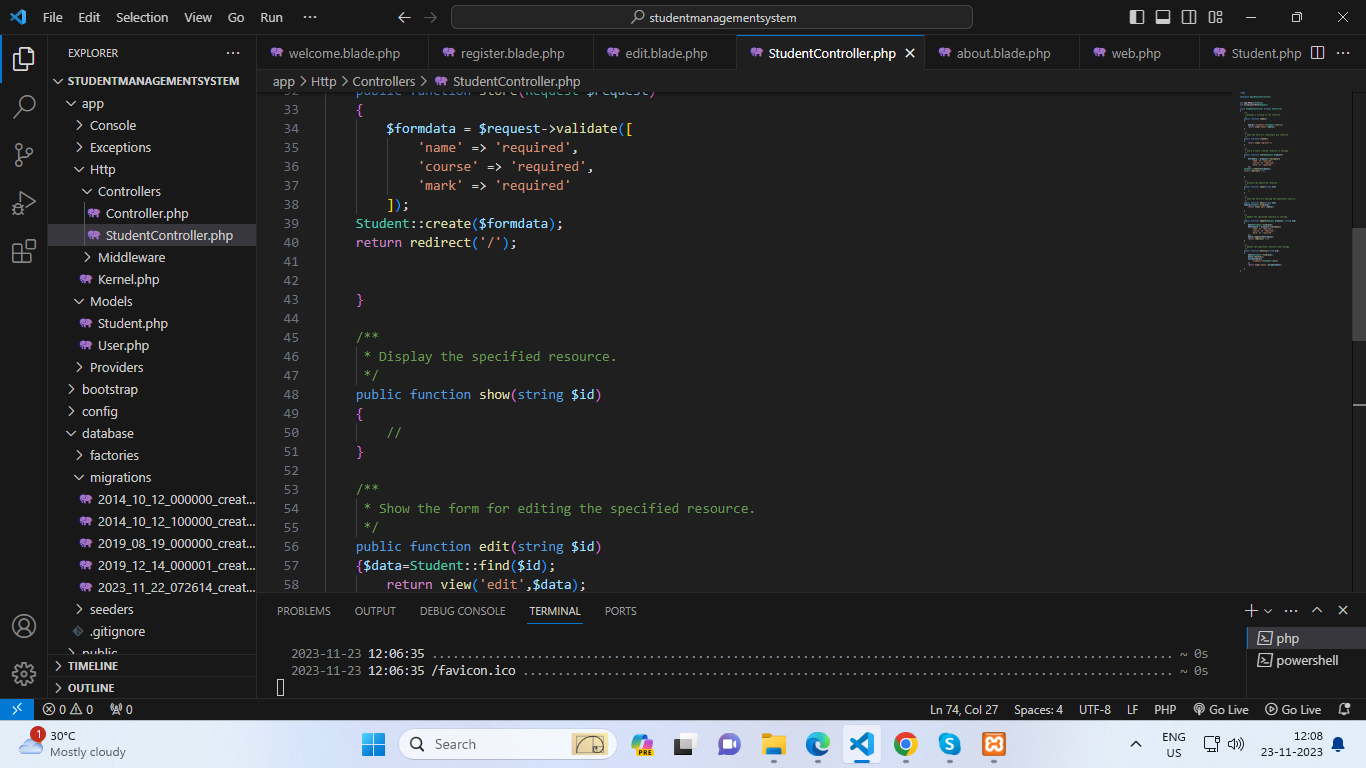 File Edit Selection View Go Run ···
studentmanagementsystem
EXPLORER ···
STUDENTMANAGEMENTSYSTEM
app
Console
Exceptions
Http
Controllers
Controller.php
StudentController.php
Middleware
Kernel.php
Models
Student.php
User.php
Providers
bootstrap
config
database
factories
migrations
2014_10_12_000000_creat...
2014_10_12_100000_creat...
2019_08_19_000000_creat...
2019_12_14_000001_creat...
2023_11_22_072614_creat...
seeders
.gitignore
public
TIMELINE
OUTLINE
welcome.blade.php register.blade.php edit.blade.php StudentController.php about.blade.php web.php Student.php ···
app > Http > Controllers > StudentController.php
32 public function store(Request $request)
33 {
34 $formdata = $request->validate([
35 'name' => 'required',
36 'course' => 'required',
37 'mark' => 'required'
38 ]);
39 Student::create($formdata);
40 return redirect('/');
41
42
43 }
44
45 /**
46 * Display the specified resource.
47 */
48 public function show(string $id)
49 {
50 //
51 }
52
53 /**
54 * Show the form for editing the specified resource.
55 */
56 public function edit(string $id)
57 {$data=Student::find($id);
58 return view('edit',$data);
PROBLEMS OUTPUT DEBUG CONSOLE TERMINAL PORTS
2023-11-23 12:06:35 ~ 0s
2023-11-23 12:06:35 /favicon.ico ~ 0s
php
powershell
0 0 0
Ln 74, Col 27 Spaces: 4 UTF-8 LF PHP Go Live Go Live
1
30°C
Mostly cloudy
Search
PRE
ENG
US
12:08
23-11-2023